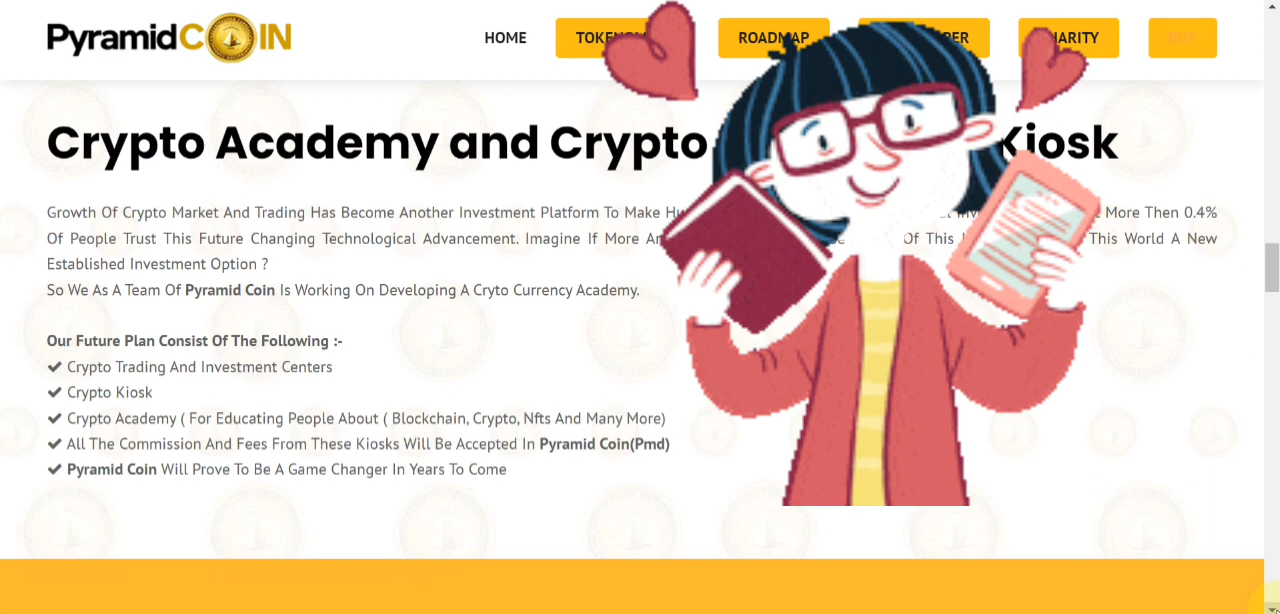 PyramidCOIN
HOME TOKENOM ROADMAP PER CHARITY BUY
Crypto Academy and Crypto Kiosk
Growth Of Crypto Market And Trading Has Become Another Investment Platform To Make More Then 0.4%
Of People Trust This Future Changing Technological Advancement. Imagine If More Of This This World A New
Established Investment Option ?
So We As A Team Of Pyramid Coin Is Working On Developing A Cryto Currency Academy.
Our Future Plan Consist Of The Following :-
Crypto Trading And Investment Centers
Crypto Kiosk
Crypto Academy ( For Educating People About ( Blockchain, Crypto, Nfts And Many More)
All The Commission And Fees From These Kiosks Will Be Accepted In Pyramid Coin(Pmd)
Pyramid Coin Will Prove To Be A Game Changer In Years To Come